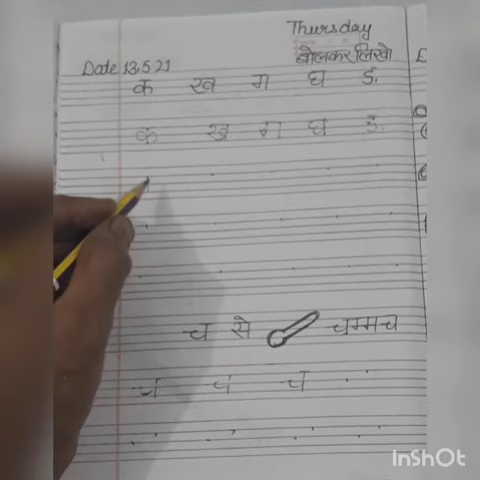 Thursday
Date 13.5.21 बोलकर लिखो
क ख ग घ ङ
क ख ग घ ङ
च से चम्मच
च च च
InShOt